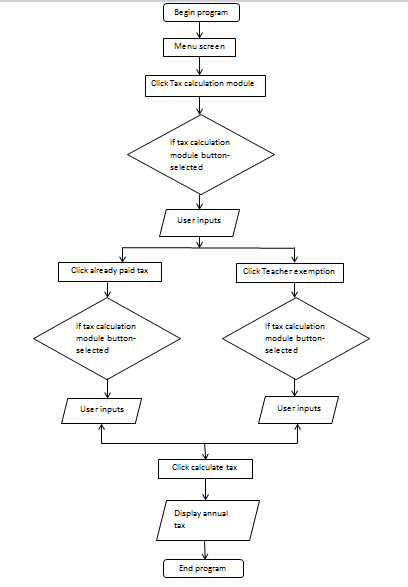 Begin program
Menu screen
Click Tax calculation module
If tax calculation
module button-
selected
User inputs
Click already paid tax
Click Teacher exemption
If tax calculation
module button-
selected
If tax calculation
module button-
selected
User inputs
User inputs
Click calculate tax
Display annual
tax
End program